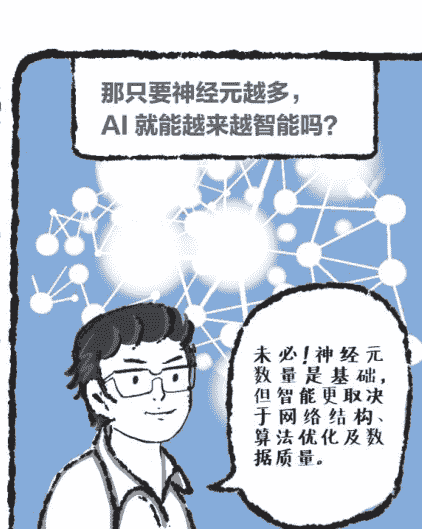 那只要神经元越多，
AI 就能越来越智能吗？
未必！神经元
数量是基础，
但智能更取决
于网络结构、
算法优化及数
据质量。